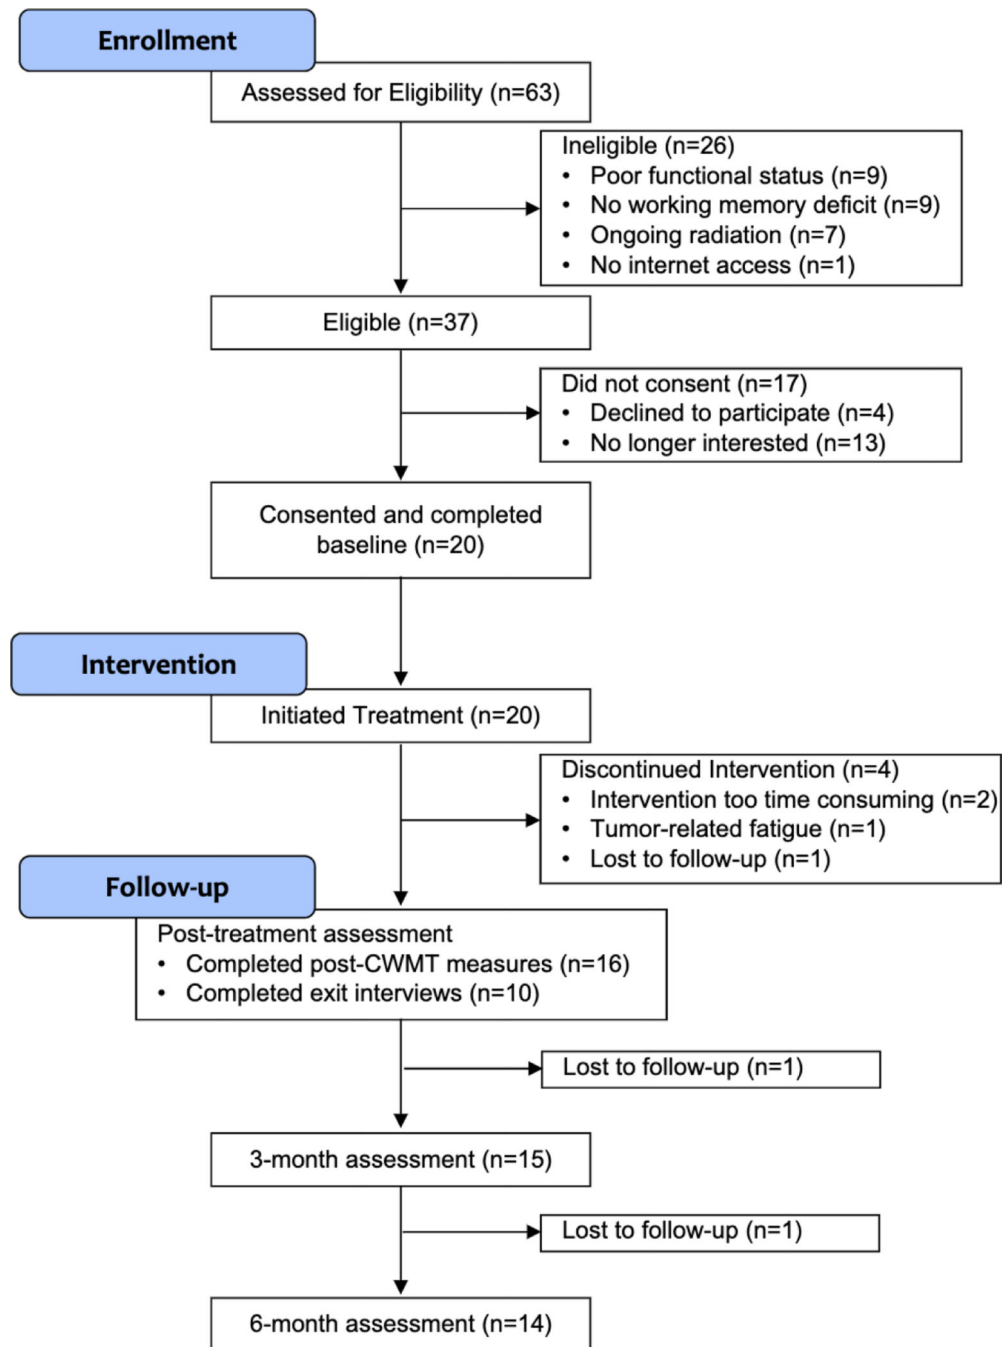 Enrollment
Assessed for Eligibility (n=63)
Ineligible (n=26)
• Poor functional status (n=9)
• No working memory deficit (n=9)
• Ongoing radiation (n=7)
• No internet access (n=1)
Eligible (n=37)
Did not consent (n=17)
• Declined to participate (n=4)
• No longer interested (n=13)
Consented and completed
baseline (n=20)
Intervention
Initiated Treatment (n=20)
Discontinued Intervention (n=4)
• Intervention too time consuming (n=2)
• Tumor-related fatigue (n=1)
• Lost to follow-up (n=1)
Follow-up
Post-treatment assessment
• Completed post-CWMT measures (n=16)
• Completed exit interviews (n=10)
Lost to follow-up (n=1)
3-month assessment (n=15)
Lost to follow-up (n=1)
6-month assessment (n=14)